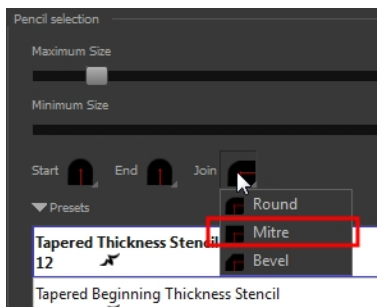 Pencil selection
Maximum Size
Minimum Size
Start End Join
Round
Presets
Mitre
Tapered Thickness Stencil
12
Bevel
Tapered Beginning Thickness Stencil